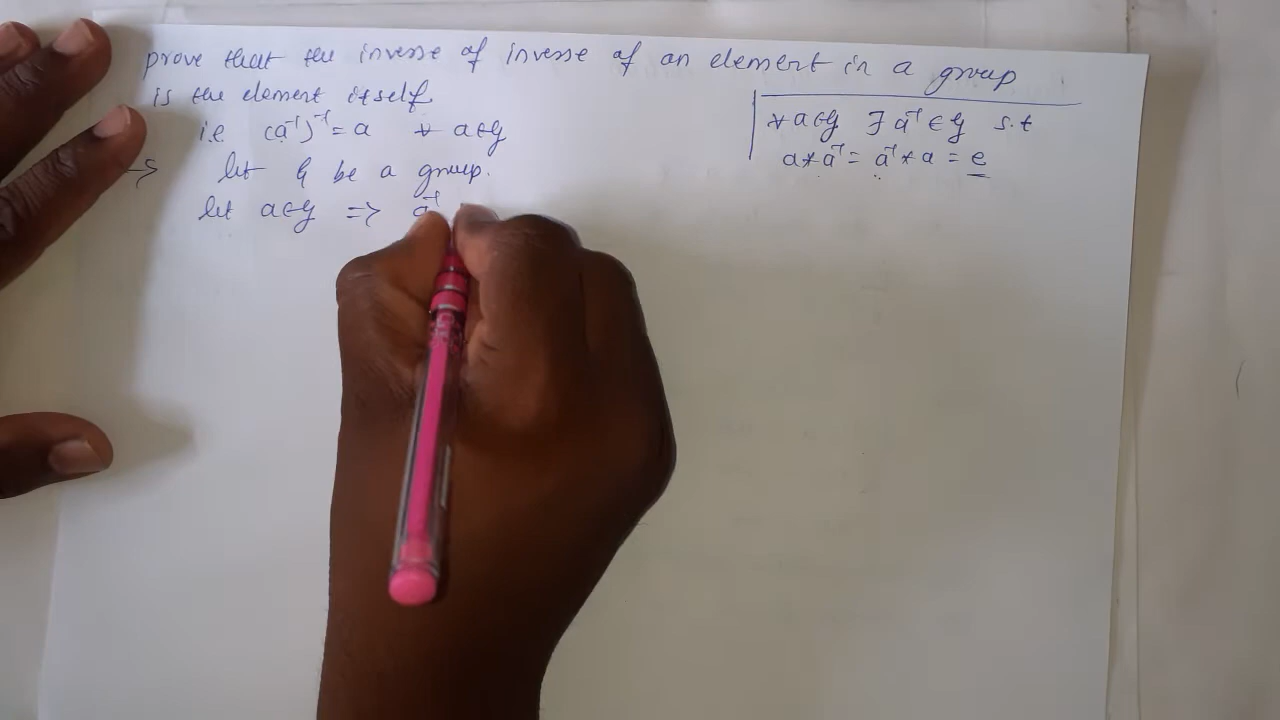 prove that the inverse of inverse of an element in a group
is the element itself.
i.e (a⁻¹)⁻¹ = a ∀ a∈G
∀ a∈G ∃ a⁻¹ ∈ G s.t
a * a⁻¹ = a⁻¹ * a = e
→ let G be a group.
let a∈G => a⁻¹